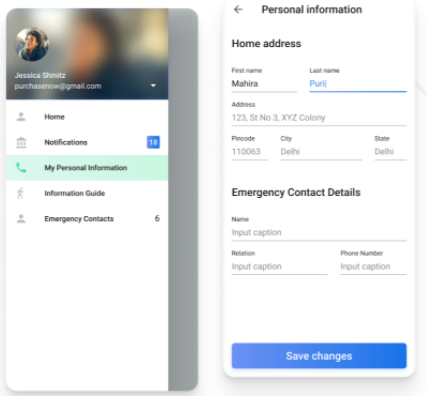 Jessica Shmitz
purchasenow@gmail.com
Home
Notifications 18
My Personal Information
Information Guide
Emergency Contacts 6
Personal information
Home address
First name Last name
Mahira Puri
Address
123, St No 3, XYZ Colony
Pincode City State
110063 Delhi Delhi
Emergency Contact Details
Name
Input caption
Relation Phone Number
Input caption Input caption
Save changes